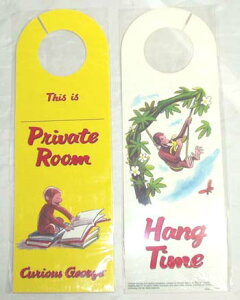 This is
Private
Room
Curious George
Hang
Time